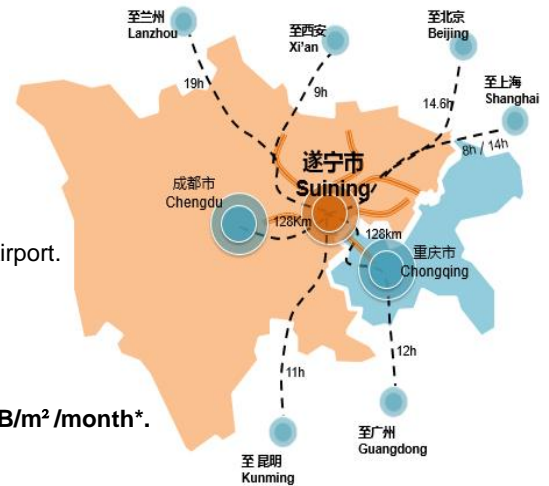 至兰州
Lanzhou
至西安
Xi'an
至北京
Beijing
至上海
Shanghai
19h
9h
14.6h
8h / 14h
遂宁市
Suining
成都市
Chengdu
128Km
128km
重庆市
Chongqing
irport.
12h
11h
B/m² /month*.
至广州
Guangdong
至 昆明
Kunming